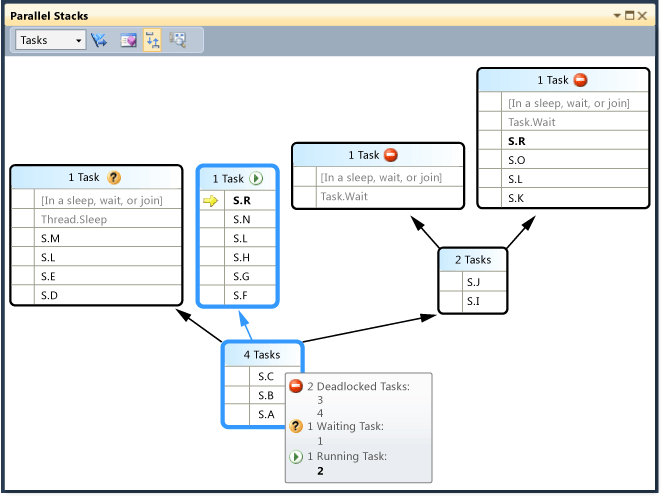 Parallel Stacks
Tasks
1 Task
[In a sleep, wait, or join]
Thread.Sleep
S.M
S.L
S.E
S.D
1 Task
S.R
S.N
S.L
S.H
S.G
S.F
1 Task
[In a sleep, wait, or join]
Task.Wait
1 Task
[In a sleep, wait, or join]
Task.Wait
S.R
S.O
S.L
S.K
2 Tasks
S.J
S.I
4 Tasks
S.C
S.B
S.A
2 Deadlocked Tasks:
3
4
? 1 Waiting Task:
1
1 Running Task:
2